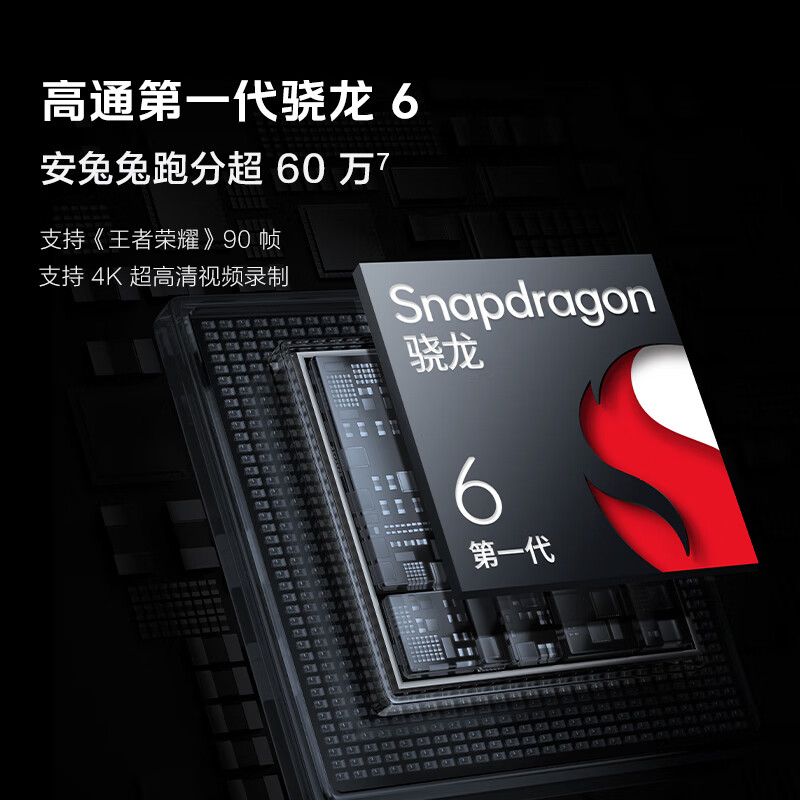 高通第一代骁龙 6
安兔兔跑分超 60 万⁷
支持《王者荣耀》90 帧
支持 4K 超高清视频录制
Snapdragon
骁龙
6
第一代